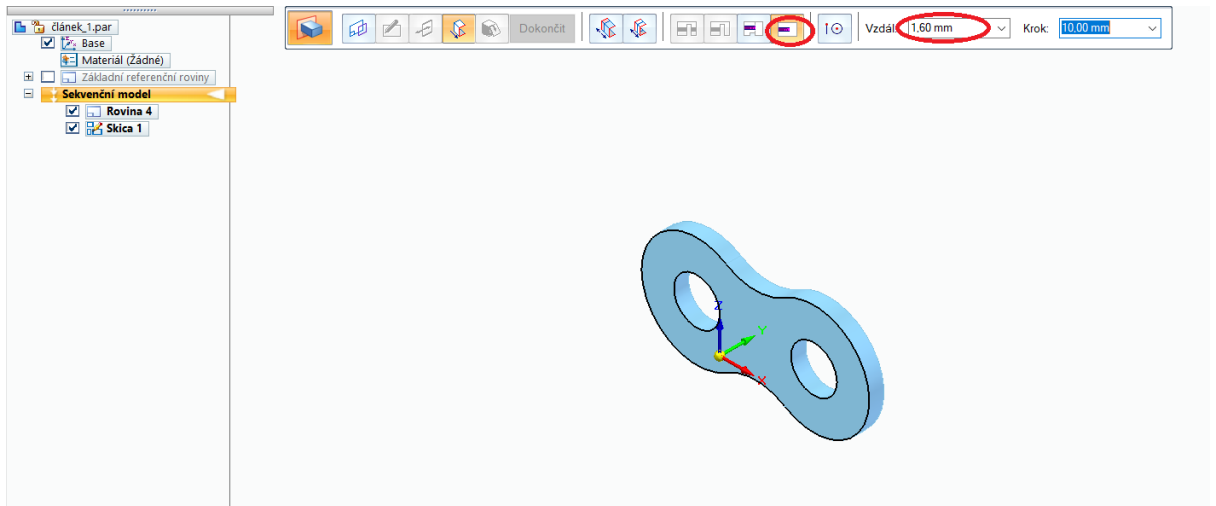 článek_1.par
Base
Materiál (Žádné)
Základní referenční roviny
Sekvenční model
Rovina 4
Skica 1
Dokončit
Vzdál: 1,60 mm Krok: 10,00 mm
Z
Y
X